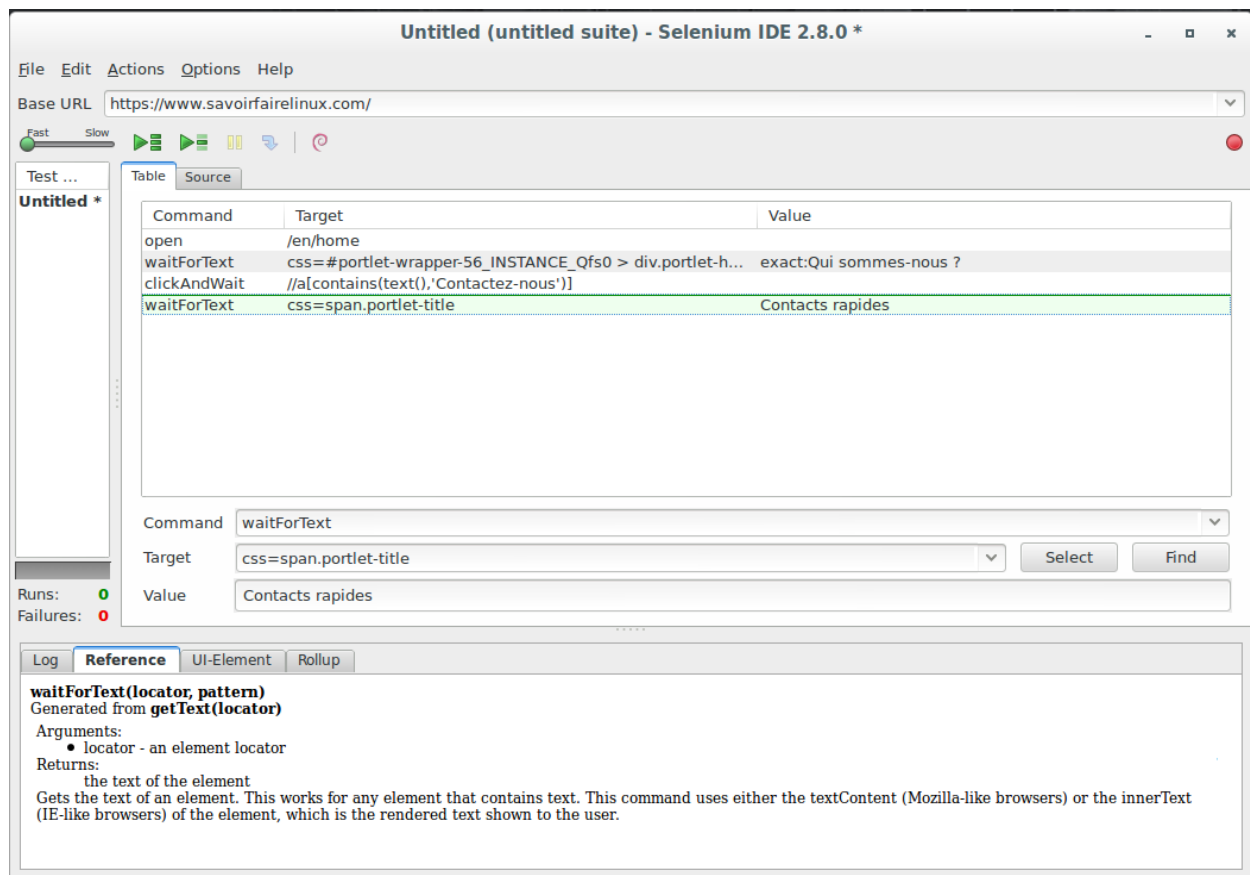 Untitled (untitled suite) - Selenium IDE 2.8.0 *
File Edit Actions Options Help
Base URL https://www.savoirfairelinux.com/
Fast Slow
Test ... Table Source
Untitled *
Command Target Value
open /en/home
waitForText css=#portlet-wrapper-56_INSTANCE_Qfs0 > div.portlet-h... exact:Qui sommes-nous ?
clickAndWait //a[contains(text(),'Contactez-nous')]
waitForText css=span.portlet-title Contacts rapides
Command waitForText
Target css=span.portlet-title Select Find
Value Contacts rapides
Runs: 0
Failures: 0
Log Reference UI-Element Rollup
waitForText(locator, pattern)
Generated from getText(locator)
Arguments:
• locator - an element locator
Returns:
the text of the element
Gets the text of an element. This works for any element that contains text. This command uses either the textContent (Mozilla-like browsers) or the innerText
(IE-like browsers) of the element, which is the rendered text shown to the user.